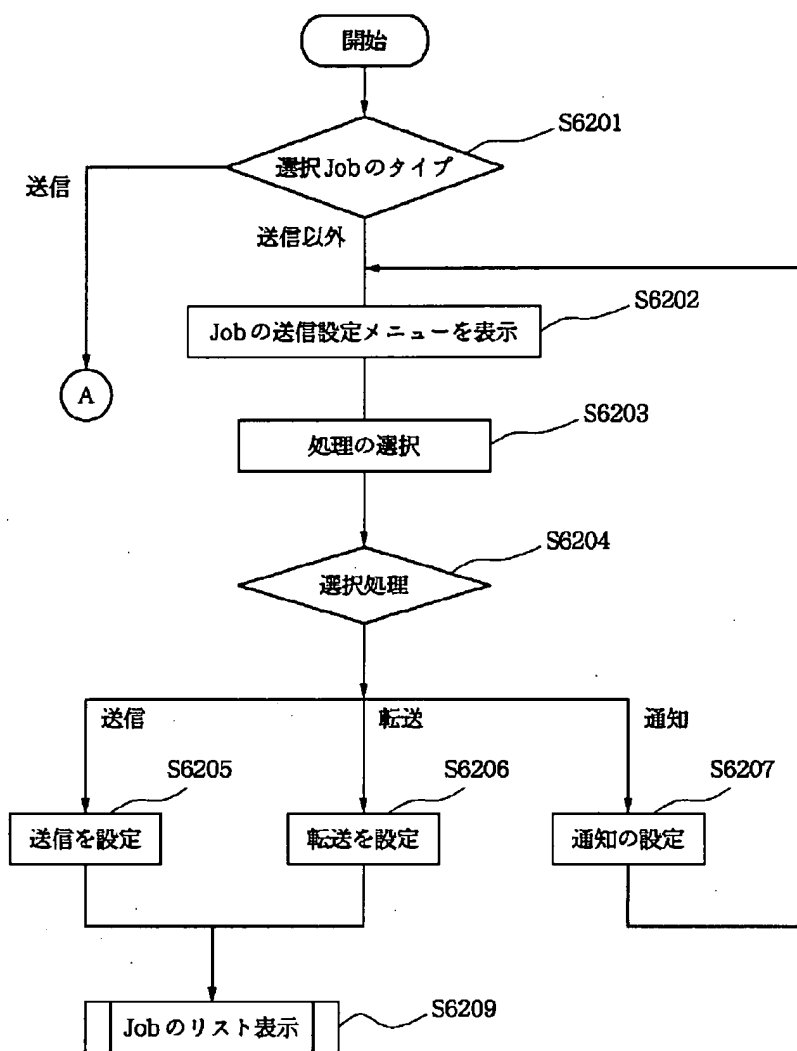 開始
S6201
選択Jobのタイプ
送信
送信以外
S6202
Jobの送信設定メニューを表示
A
S6203
処理の選択
S6204
選択処理
送信
転送
通知
S6205
S6206
S6207
送信を設定
転送を設定
通知の設定
S6209
Jobのリスト表示